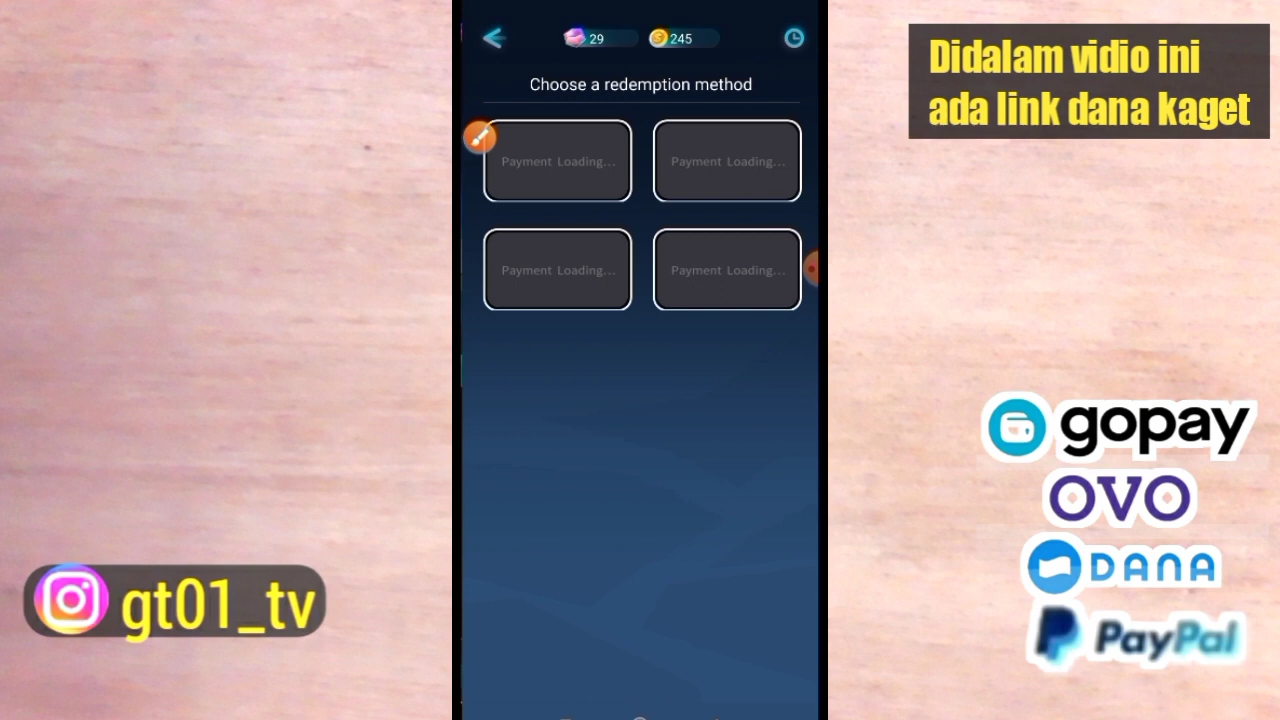 29
245
Choose a redemption method
Payment Loading...
Payment Loading...
Payment Loading...
Payment Loading...
Didalam vidio ini
ada link dana kaget
gopay
OVO
DANA
PayPal
gt01_tv